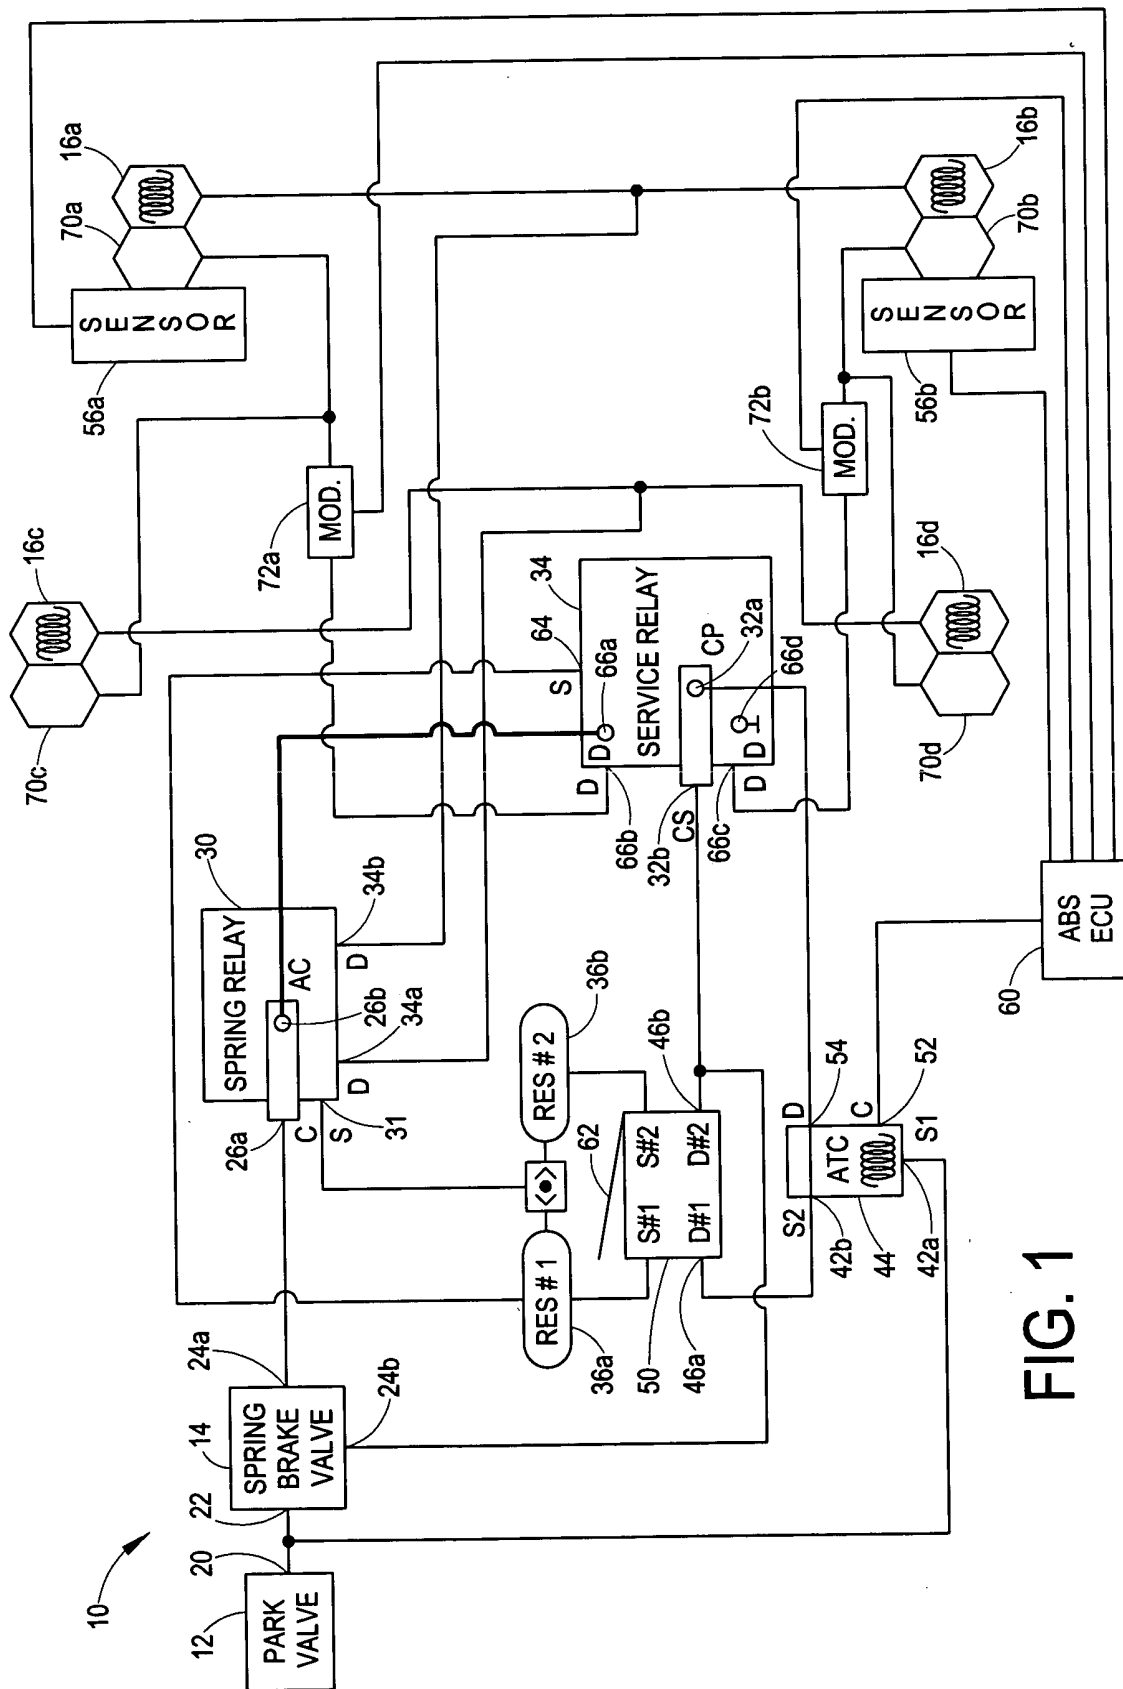 10
12
PARK
VALVE
20
22
14
SPRING
BRAKE
VALVE
24a
24b
26a
SPRING RELAY
30
AC
26b
C
S
31
D
34a
D
34b
RES # 1
36a
RES # 2
36b
<•>
62
S#1
S#2
D#1
D#2
50
46a
46b
S2
42b
ATC
44
42a
S1
C
52
D
54
60
ABS
ECU
SERVICE RELAY
34
64
S
D
66a
D
66b
CS
32b
CP
32a
66d
D
D
66c
72a
MOD.
72b
MOD.
16c
70c
16d
70d
56a
SENSOR
70a
16a
56b
SENSOR
70b
16b
FIG. 1